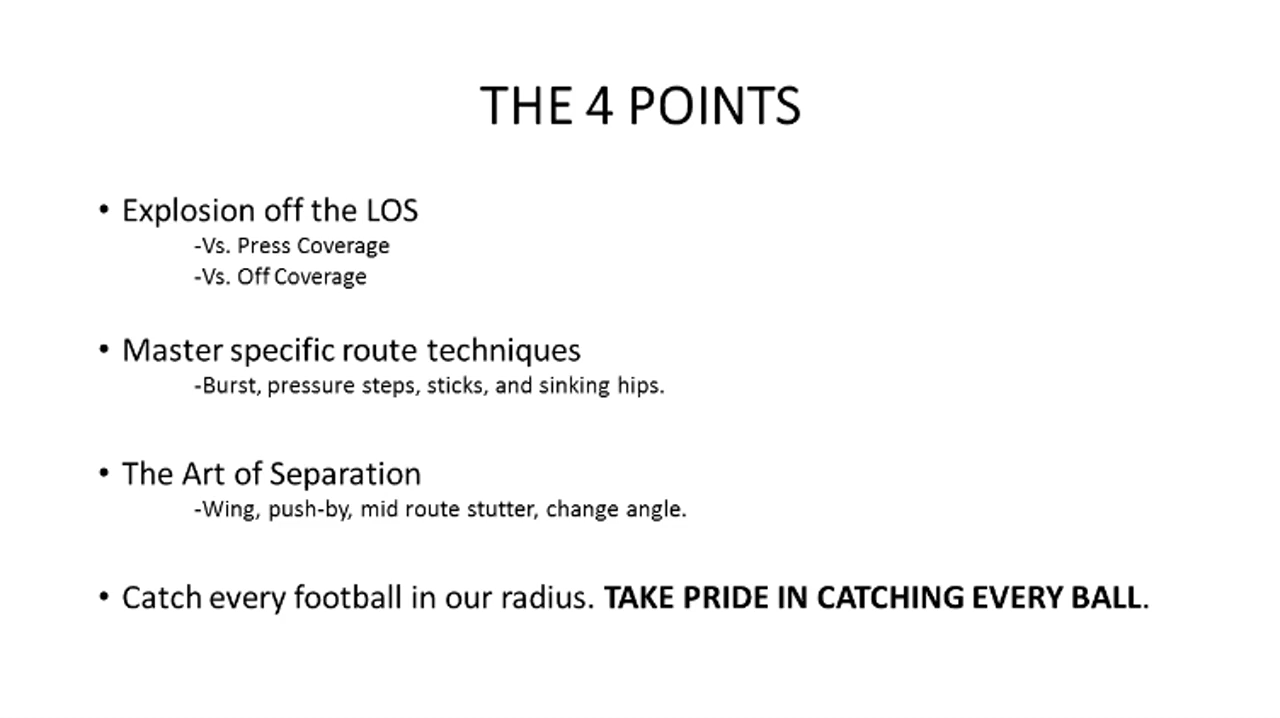 THE 4 POINTS
• Explosion off the LOS
-Vs. Press Coverage
-Vs. Off Coverage
• Master specific route techniques
-Burst, pressure steps, sticks, and sinking hips.
• The Art of Separation
-Wing, push-by, mid route stutter, change angle.
• Catch every football in our radius. TAKE PRIDE IN CATCHING EVERY BALL.